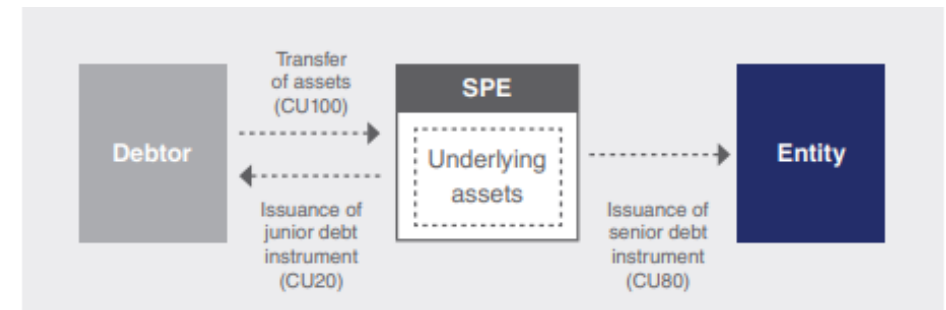 Transfer
of assets
(CU100)
Debtor
SPE
Underlying
assets
Entity
Issuance of
junior debt
instrument
(CU20)
Issuance of
senior debt
instrument
(CU80)